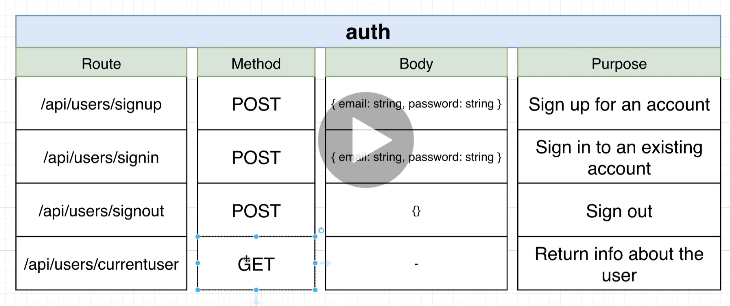 auth
Route Method Body Purpose
/api/users/signup POST { email: string, password: string } Sign up for an account
/api/users/signin POST { email: string, password: string } Sign in to an existing
account
/api/users/signout POST {} Sign out
/api/users/currentuser GET - Return info about the
user